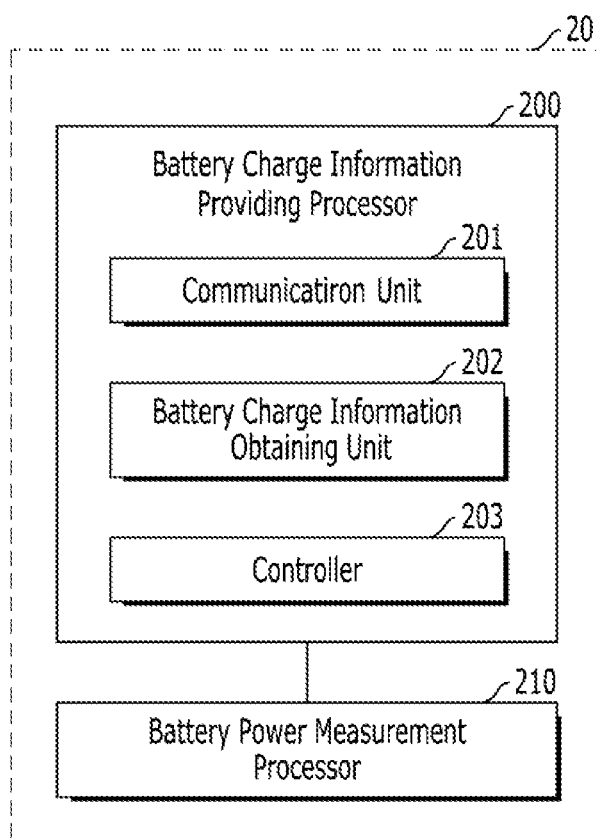 20
200
Battery Charge Information
Providing Processor
201
Communicatiron Unit
202
Battery Charge Information
Obtaining Unit
203
Controller
210
Battery Power Measurement
Processor